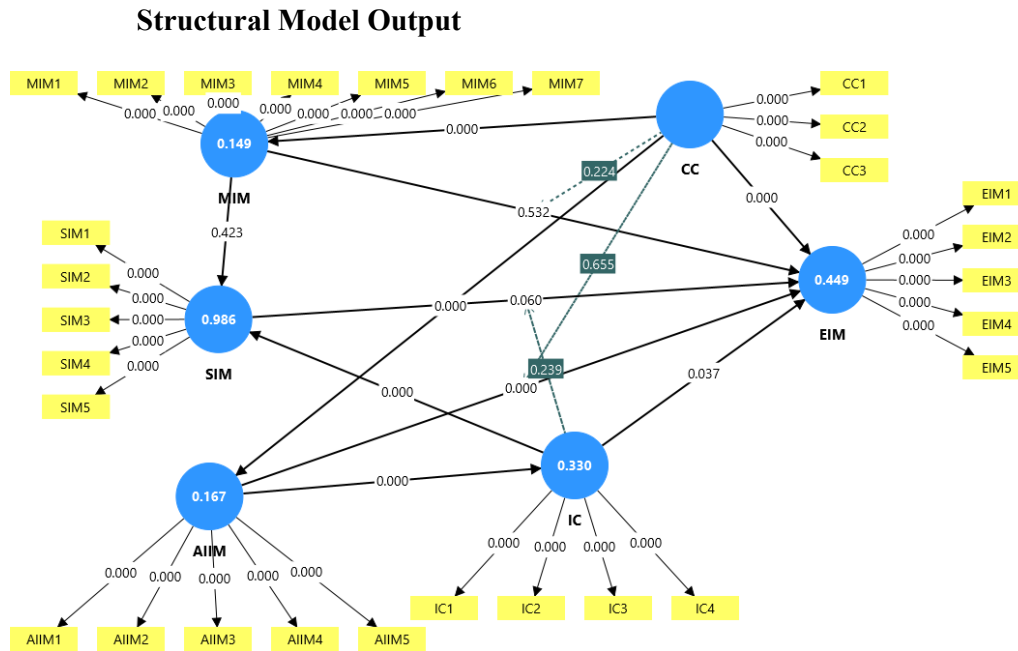 Structural Model Output
MIM1 MIM2 MIM3 MIM4 MIM5 MIM6 MIM7
0.000 0.000 0.000 0.000 0.000 0.000 0.000
0.149
MIM
CC
0.000 CC1
0.000 CC2
0.000 CC3
0.000
0.224
0.532
0.000
0.423
0.655
SIM1 0.000
SIM2 0.000
SIM3 0.000
SIM4 0.000
SIM5 0.000
0.986
SIM
0.000 EIM1
0.000 EIM2
0.000 EIM3
0.000 EIM4
0.000 EIM5
0.449
EIM
0.000
0.060
0.239
0.000
0.000
0.037
0.330
IC
0.167
AIIM
0.000
0.000 0.000 0.000 0.000
IC1 IC2 IC3 IC4
0.000 0.000 0.000 0.000 0.000
AIIM1 AIIM2 AIIM3 AIIM4 AIIM5